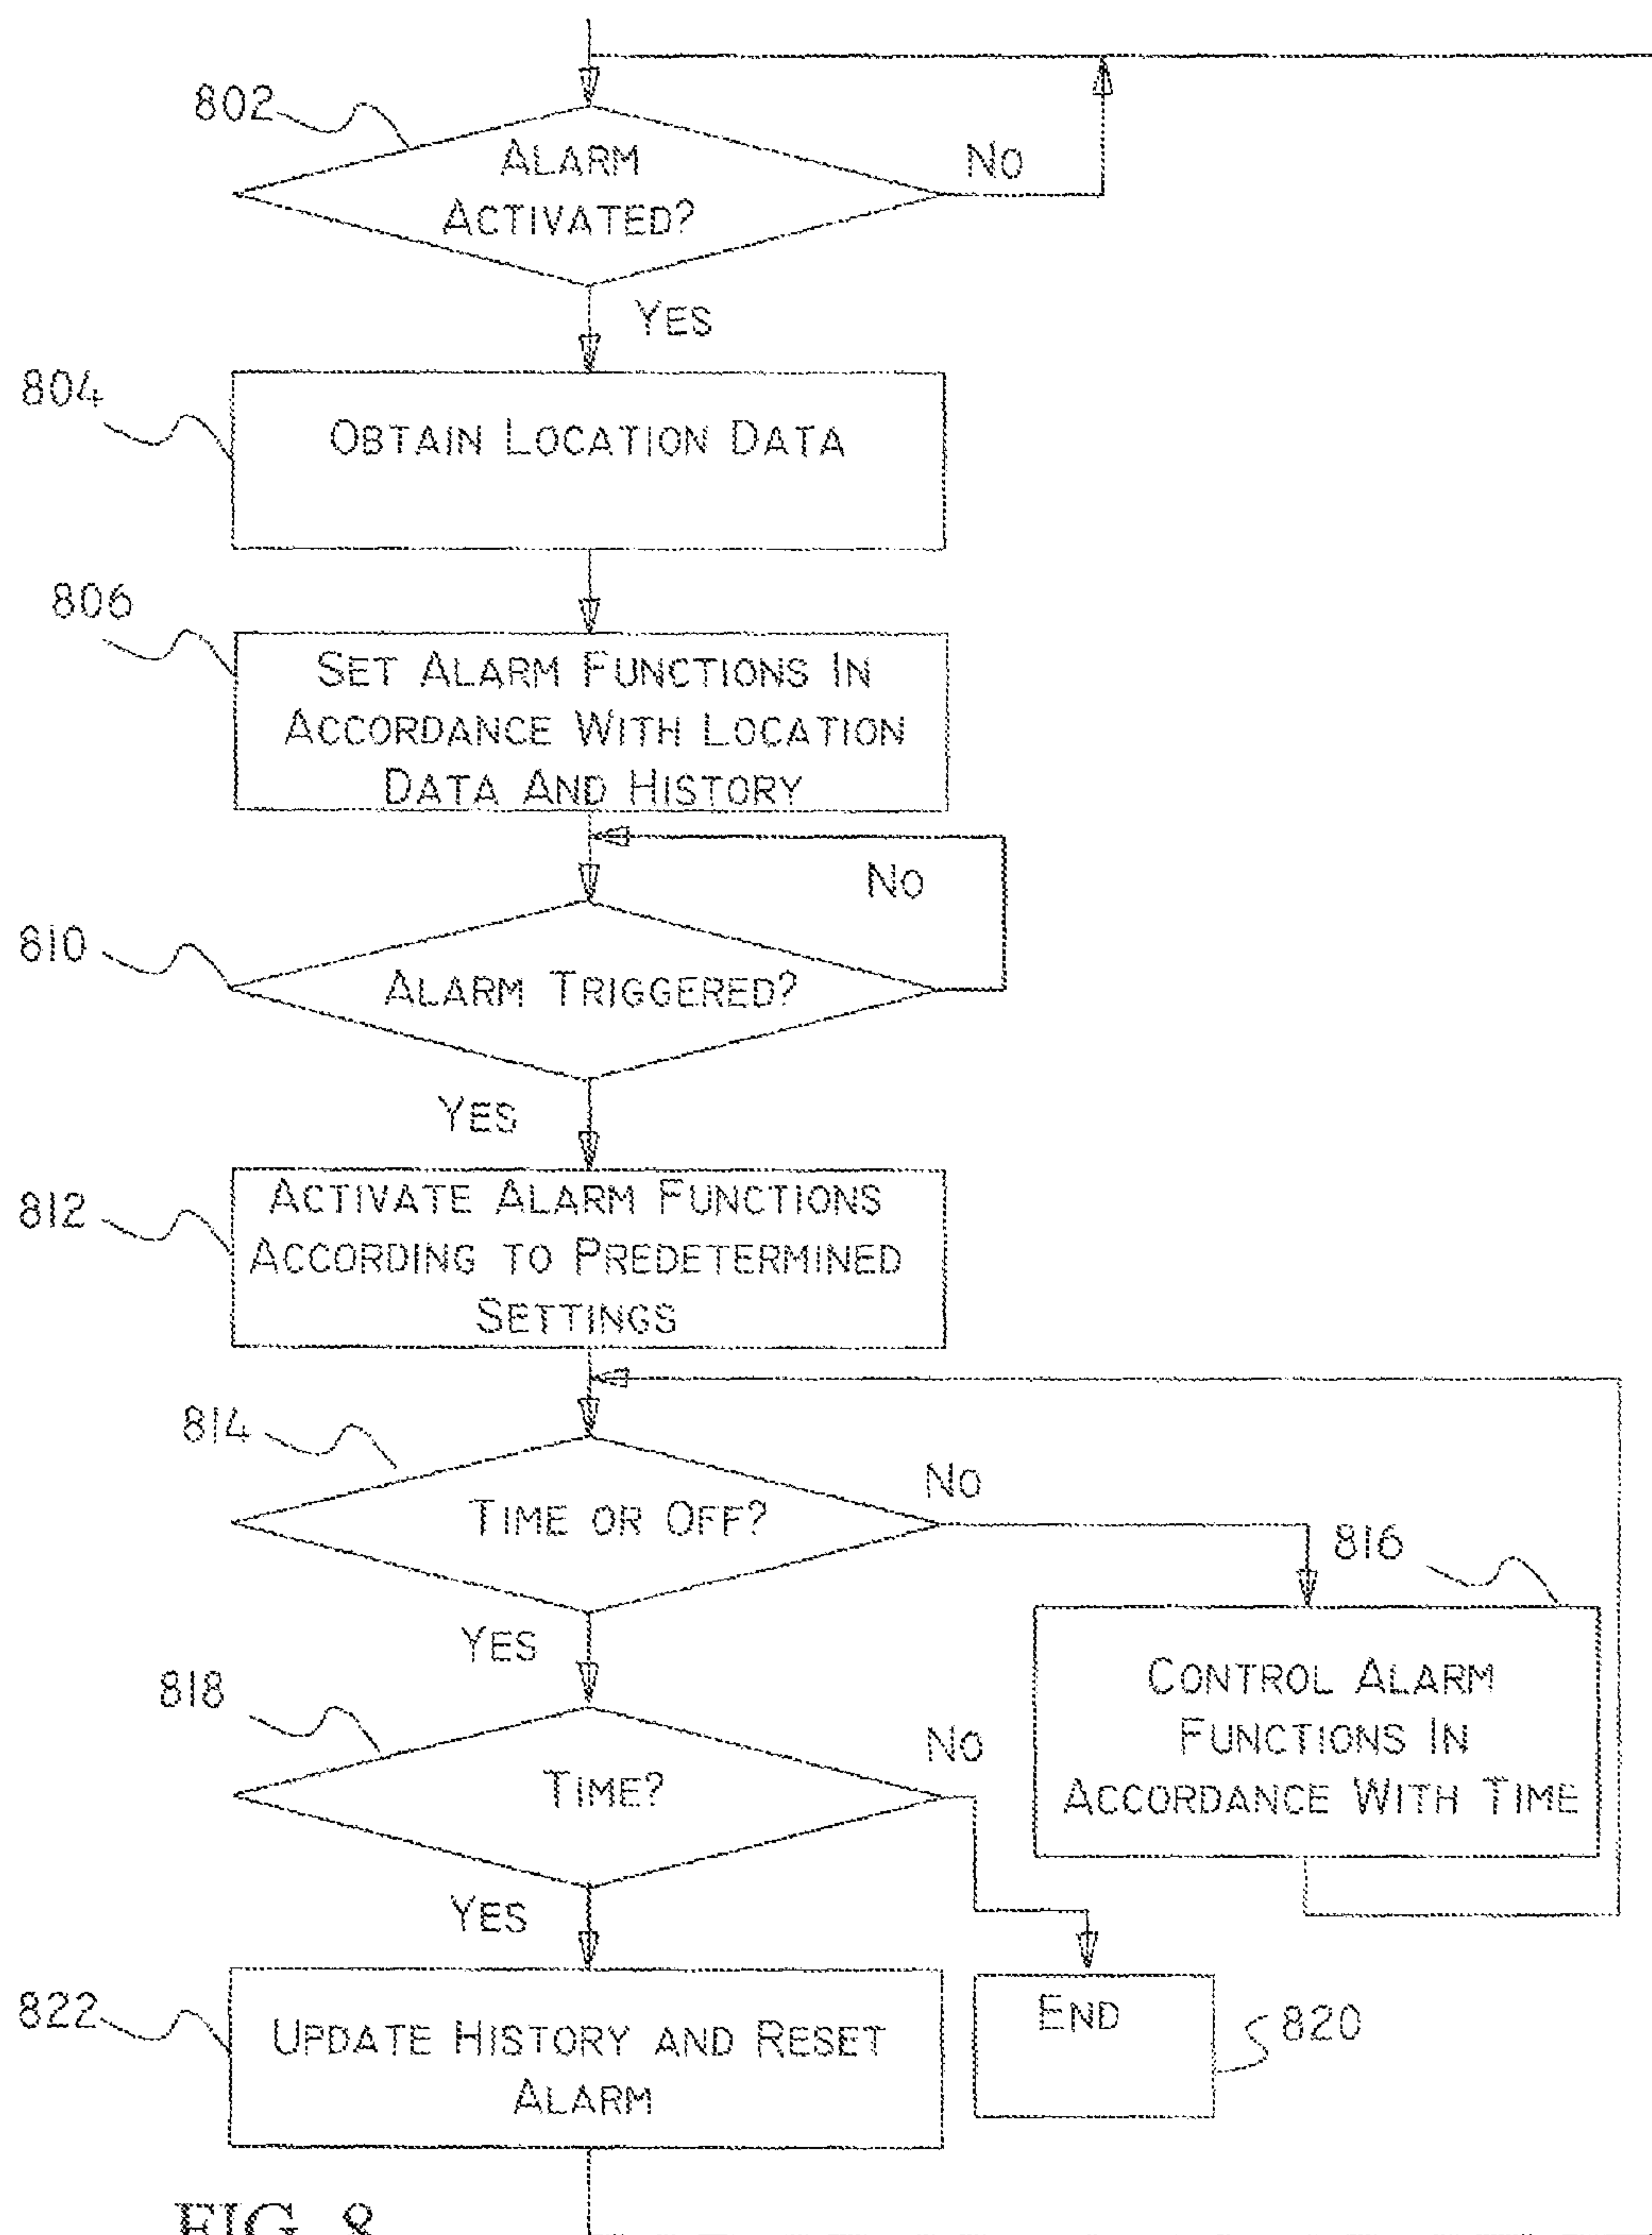 802
ALARM
ACTIVATED?
NO
YES
804
OBTAIN LOCATION DATA
806
SET ALARM FUNCTIONS IN
ACCORDANCE WITH LOCATION
DATA AND HISTORY
NO
810
ALARM TRIGGERED?
YES
812
ACTIVATE ALARM FUNCTIONS
ACCORDING TO PREDETERMINED
SETTINGS
814
TIME OR OFF?
NO
816
YES
CONTROL ALARM
FUNCTIONS IN
ACCORDANCE WITH TIME
818
TIME?
NO
YES
822
UPDATE HISTORY AND RESET
ALARM
END
820
FIG. 8